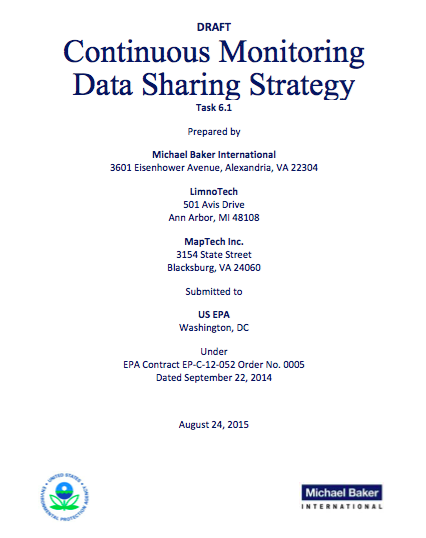 DRAFT
Continuous Monitoring
Data Sharing Strategy
Task 6.1
Prepared by
Michael Baker International
3601 Eisenhower Avenue, Alexandria, VA 22304
LimnoTech
501 Avis Drive
Ann Arbor, MI 48108
MapTech Inc.
3154 State Street
Blacksburg, VA 24060
Submitted to
US EPA
Washington, DC
Under
EPA Contract EP-C-12-052 Order No. 0005
Dated September 22, 2014
August 24, 2015
UNITED STATES
ENVIRONMENTAL PROTECTION AGENCY
Michael Baker
INTERNATIONAL